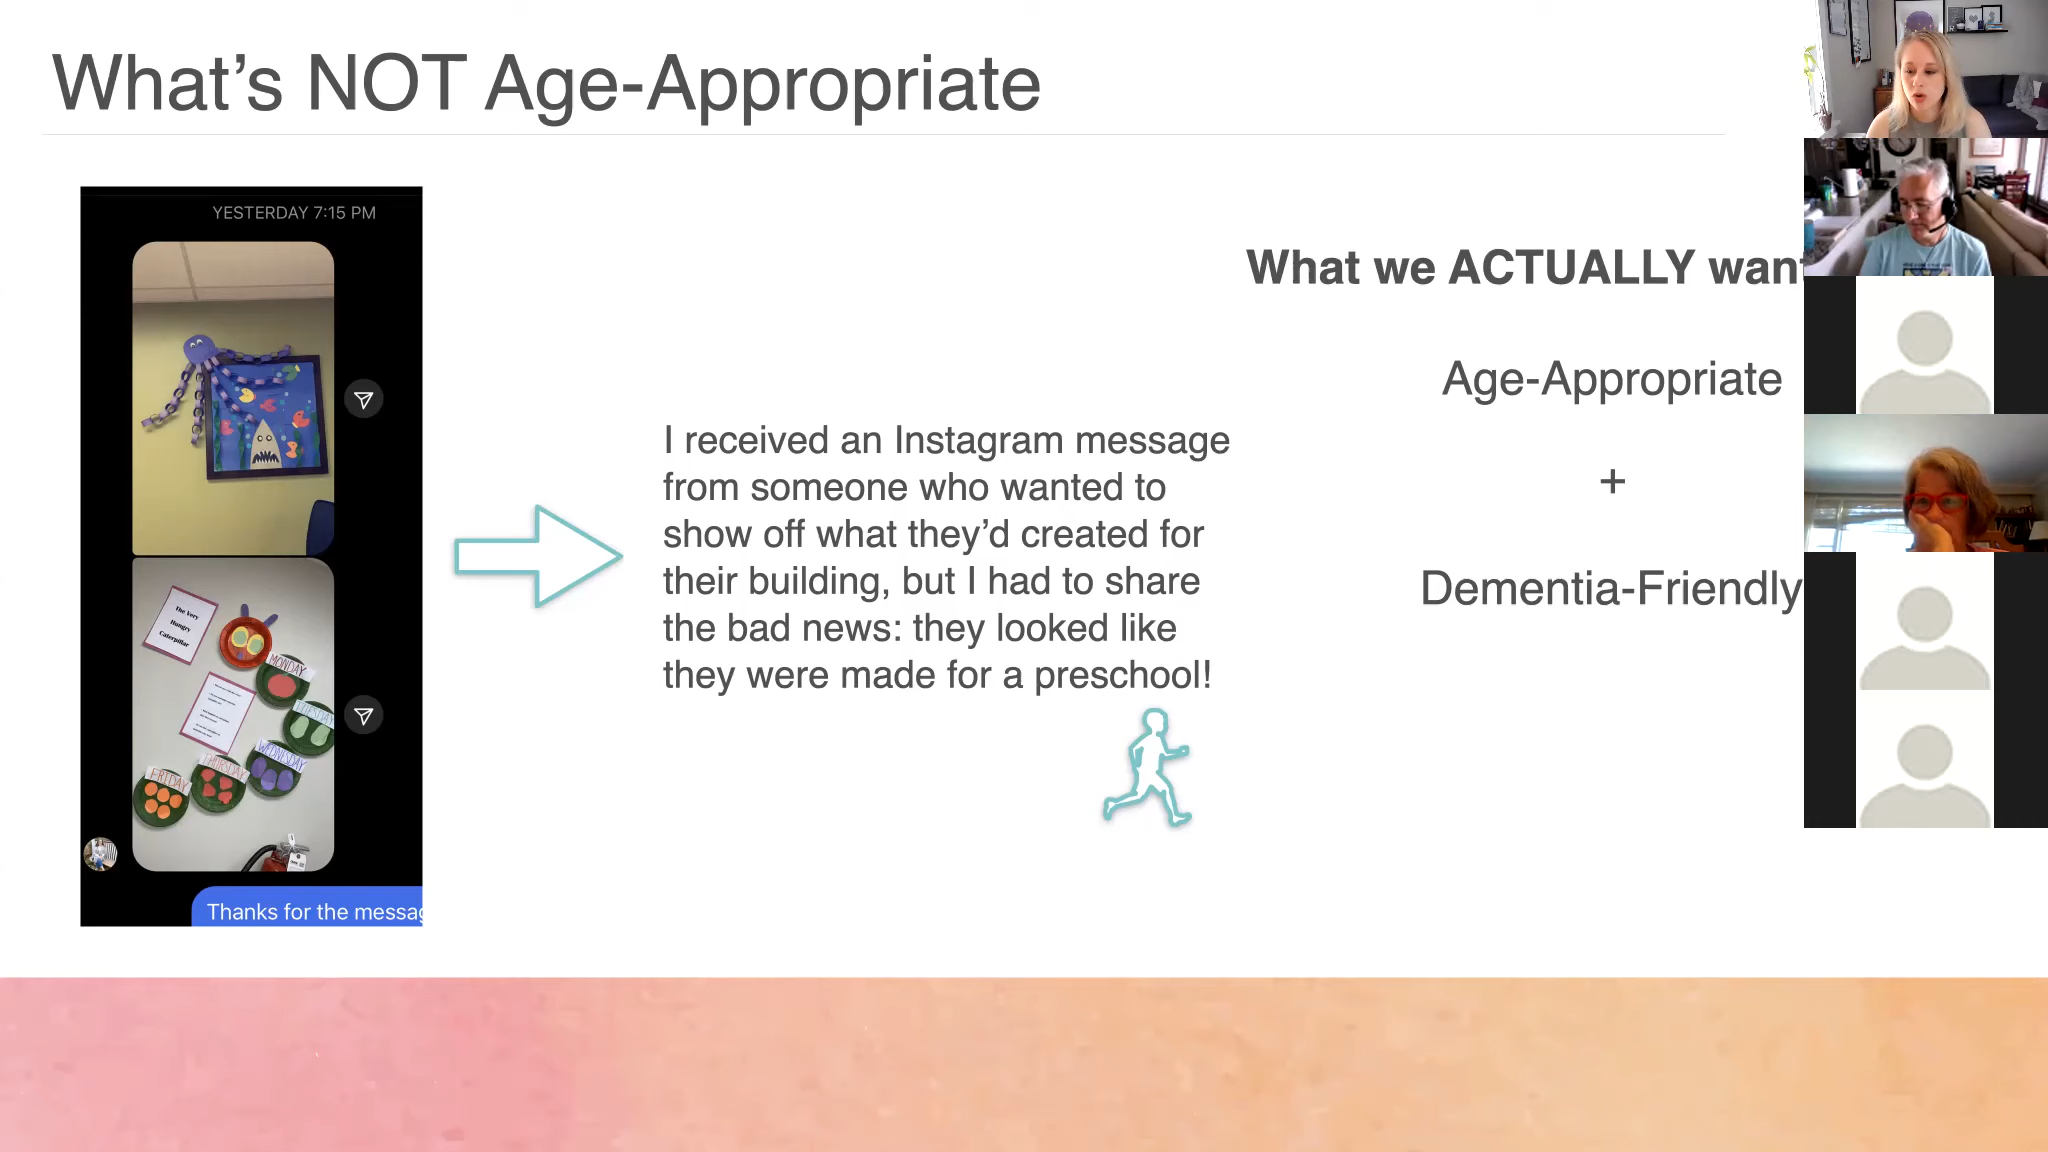 What's NOT Age-Appropriate
YESTERDAY 7:15 PM
The Very
Hungry
Caterpillar
MONDAY
TUESDAY
WEDNESDAY
THURSDAY
FRIDAY
Thanks for the messag
I received an Instagram message
from someone who wanted to
show off what they'd created for
their building, but I had to share
the bad news: they looked like
they were made for a preschool!
What we ACTUALLY want
Age-Appropriate
+
Dementia-Friendly